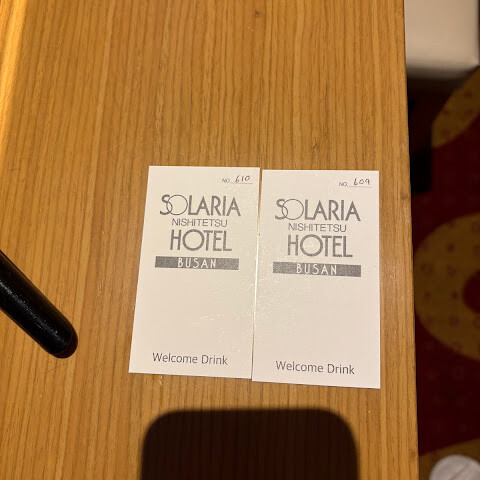 NO. 610
SOLARIA
NISHITETSU
HOTEL
BUSAN
Welcome Drink
NO. 609
SOLARIA
NISHITETSU
HOTEL
BUSAN
Welcome Drink